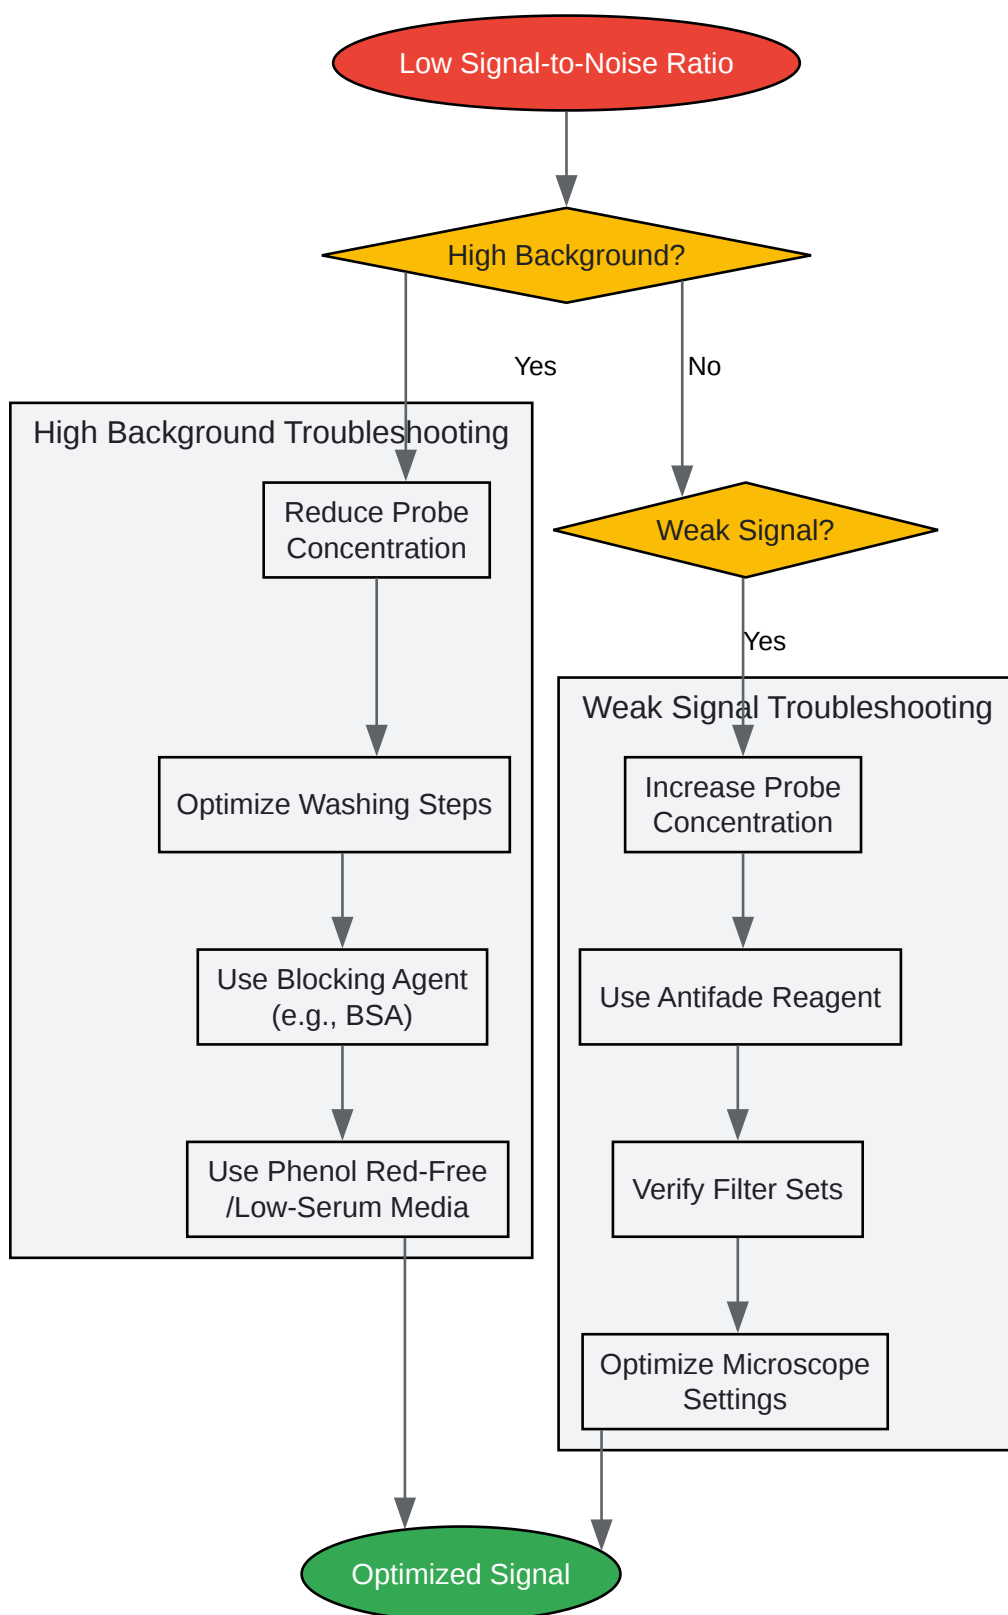 Low Signal-to-Noise Ratio
High Background?
Yes
No
High Background Troubleshooting
Reduce Probe
Concentration
Optimize Washing Steps
Use Blocking Agent
(e.g., BSA)
Use Phenol Red-Free
/Low-Serum Media
Weak Signal?
Yes
Weak Signal Troubleshooting
Increase Probe
Concentration
Use Antifade Reagent
Verify Filter Sets
Optimize Microscope
Settings
Optimized Signal